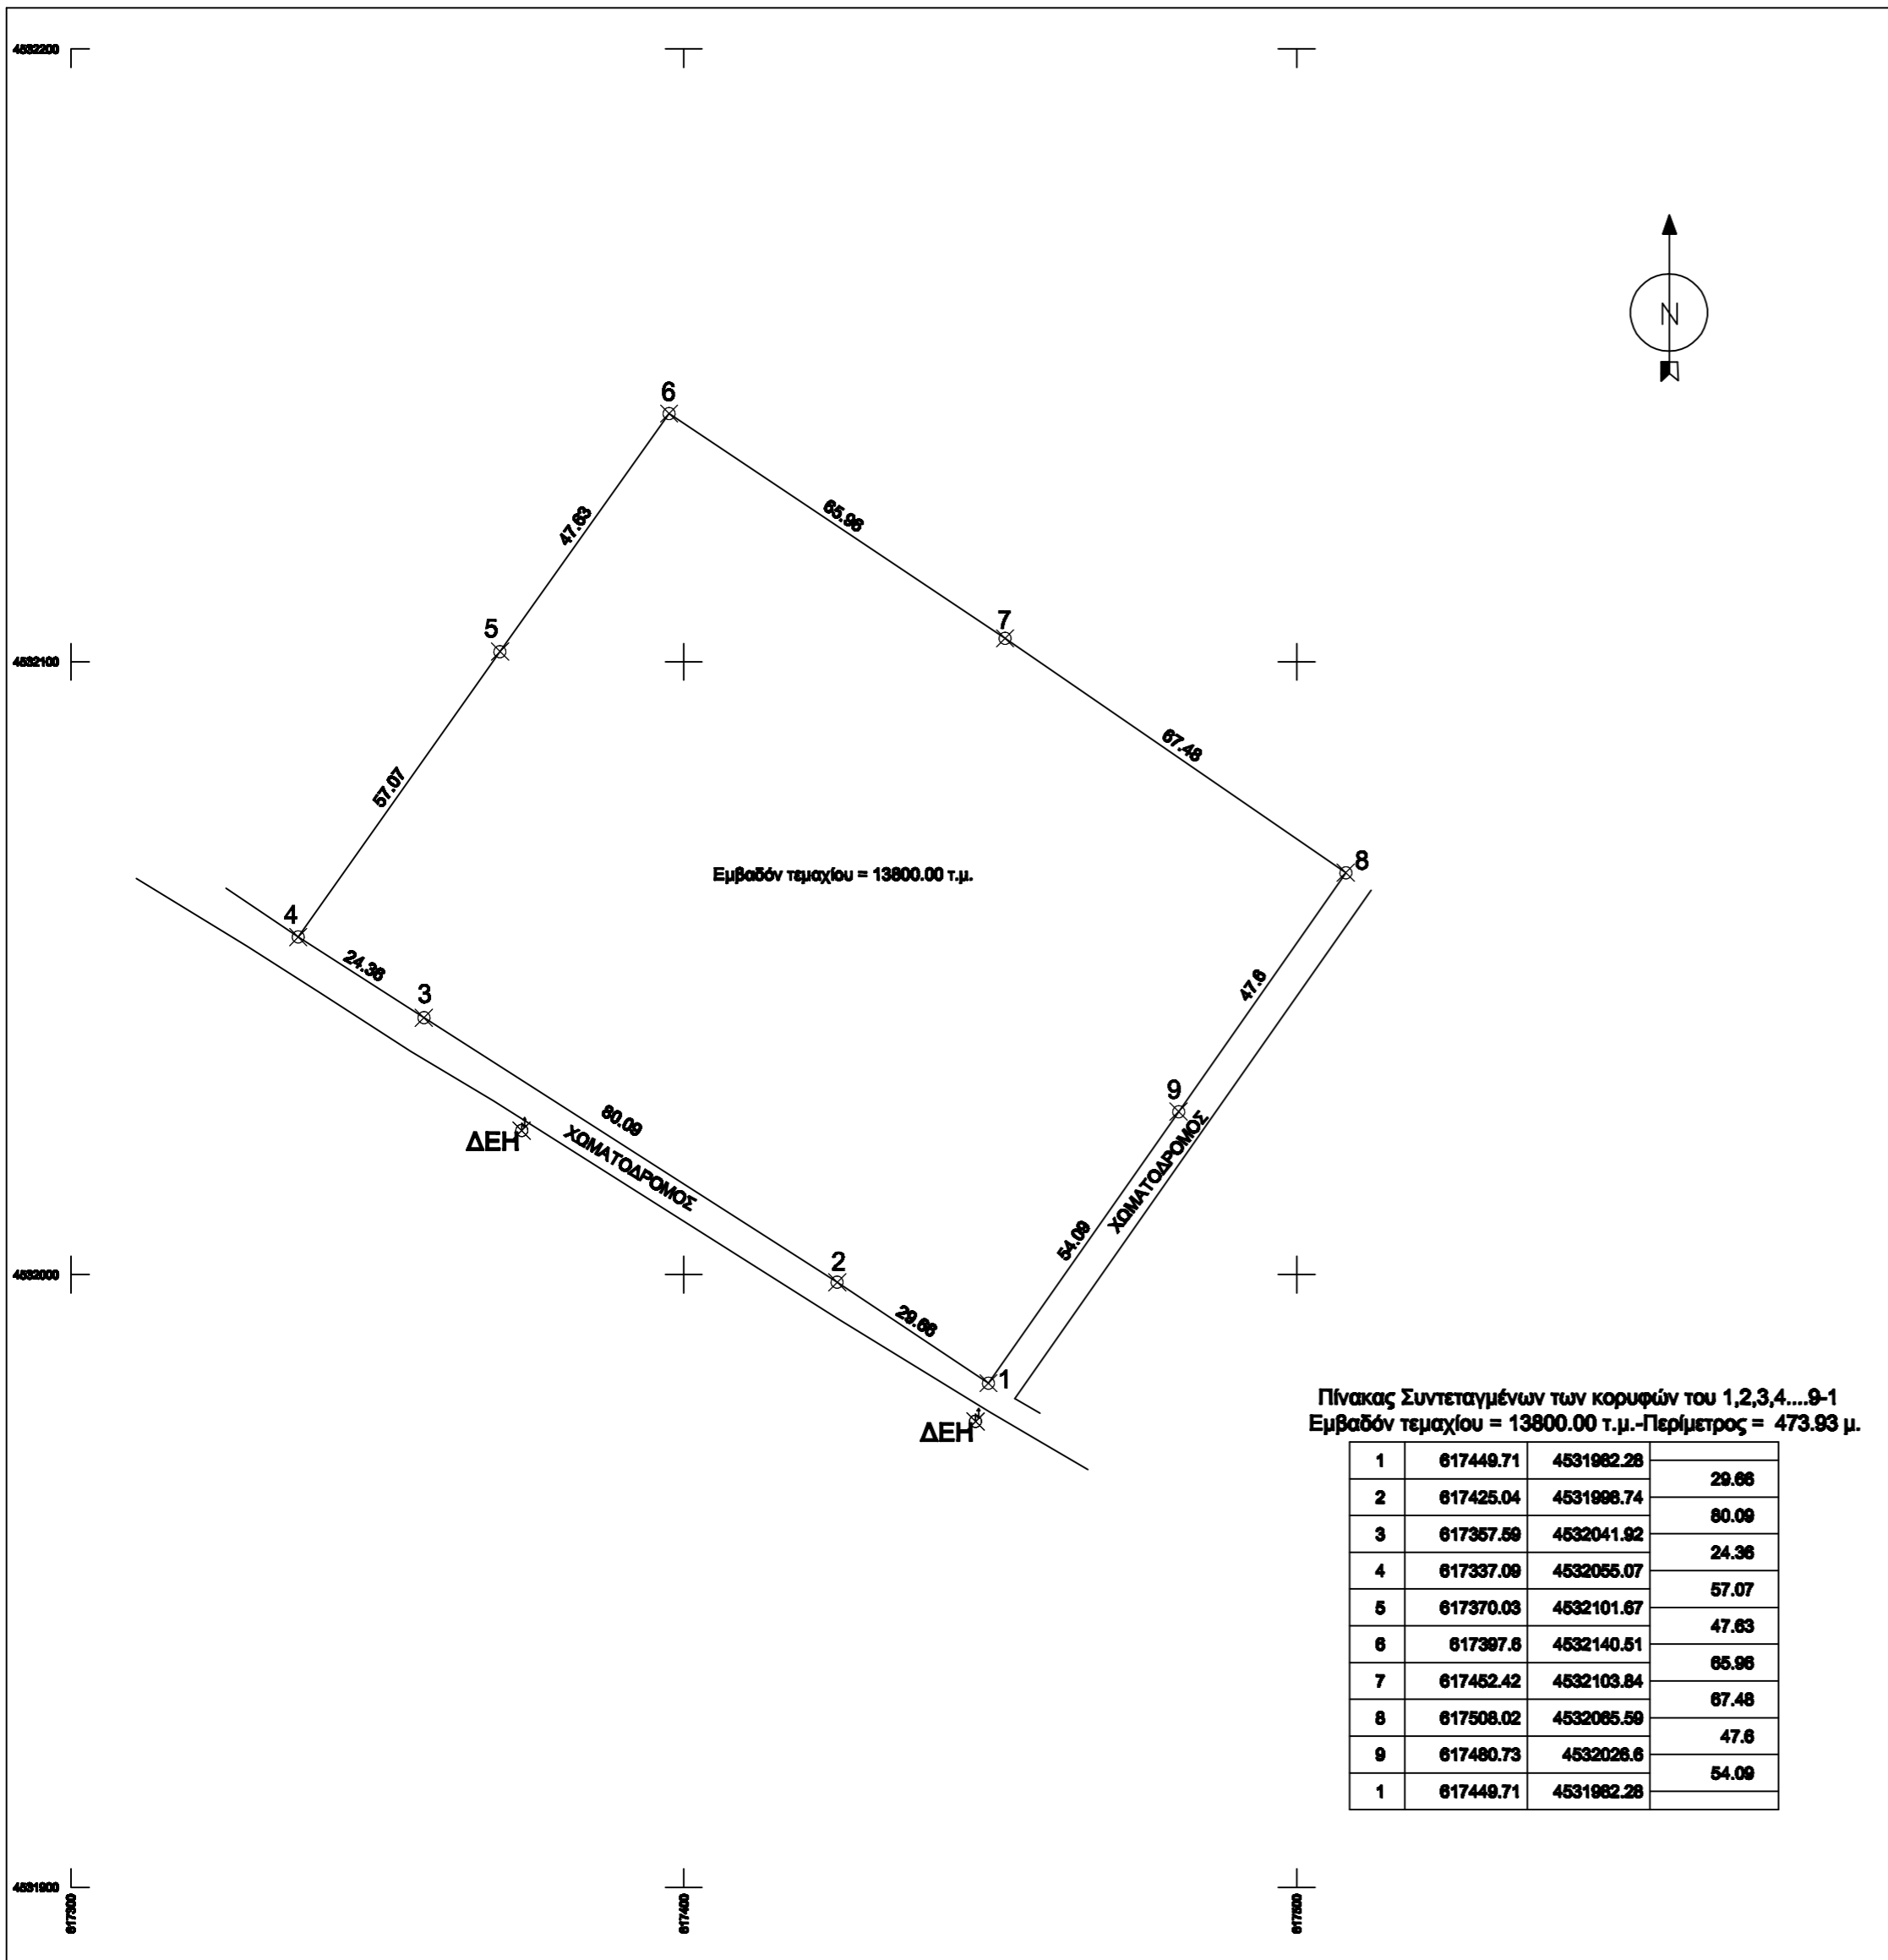 4532200
N
6
47.63
65.96
5
7
4532100
67.48
57.07
Εμβαδόν τεμαχίου = 13800.00 τ.μ.
8
4
24.36
3
47.6
9
80.09
ΔΕΗ
ΧΩΜΑΤΟΔΡΟΜΟΣ
ΧΩΜΑΤΟΔΡΟΜΟΣ
54.09
2
4532000
29.66
1
ΔΕΗ
Πίνακας Συντεταγμένων των κορυφών του 1,2,3,4....9-1
Εμβαδόν τεμαχίου = 13800.00 τ.μ.-Περίμετρος = 473.93 μ.
1 617449.71 4531982.28
29.66
2 617425.04 4531998.74
80.09
3 617357.59 4532041.92
24.36
4 617337.09 4532055.07
57.07
5 617370.03 4532101.67
47.63
6 617397.6 4532140.51
65.96
7 617452.42 4532103.84
67.48
8 617508.02 4532065.59
47.6
9 617480.73 4532026.6
54.09
1 617449.71 4531982.28
4531900
617300
617400
617500